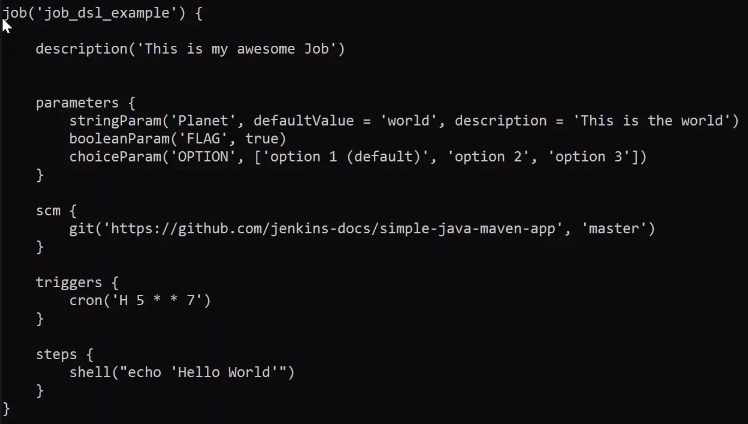 job('job_dsl_example') {
description('This is my awesome Job')
parameters {
stringParam('Planet', defaultValue = 'world', description = 'This is the world')
booleanParam('FLAG', true)
choiceParam('OPTION', ['option 1 (default)', 'option 2', 'option 3'])
}
scm {
git('https://github.com/jenkins-docs/simple-java-maven-app', 'master')
}
triggers {
cron('H 5 * * 7')
}
steps {
shell("echo 'Hello World'")
}
}